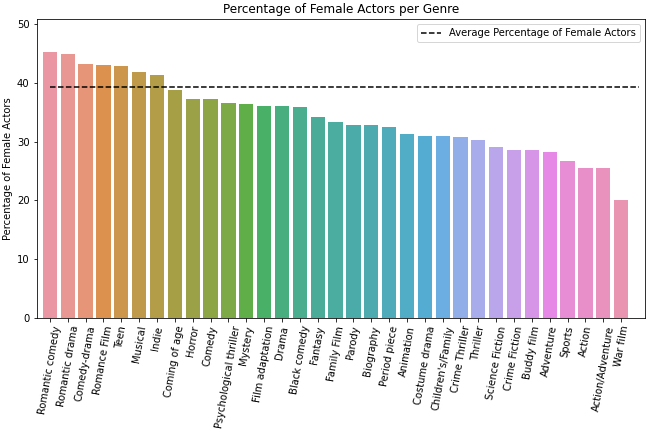 Percentage of Female Actors per Genre
Average Percentage of Female Actors
Percentage of Female Actors
50
40
30
20
10
0
Romantic comedy
Romantic drama
Comedy-drama
Romance Film
Teen
Musical
Indie
Coming of age
Horror
Comedy
Psychological thriller
Mystery
Film adaptation
Drama
Black comedy
Fantasy
Family Film
Parody
Biography
Period piece
Animation
Costume drama
Children's/Family
Crime Thriller
Thriller
Science Fiction
Crime Fiction
Buddy film
Adventure
Sports
Action
Action/Adventure
War film